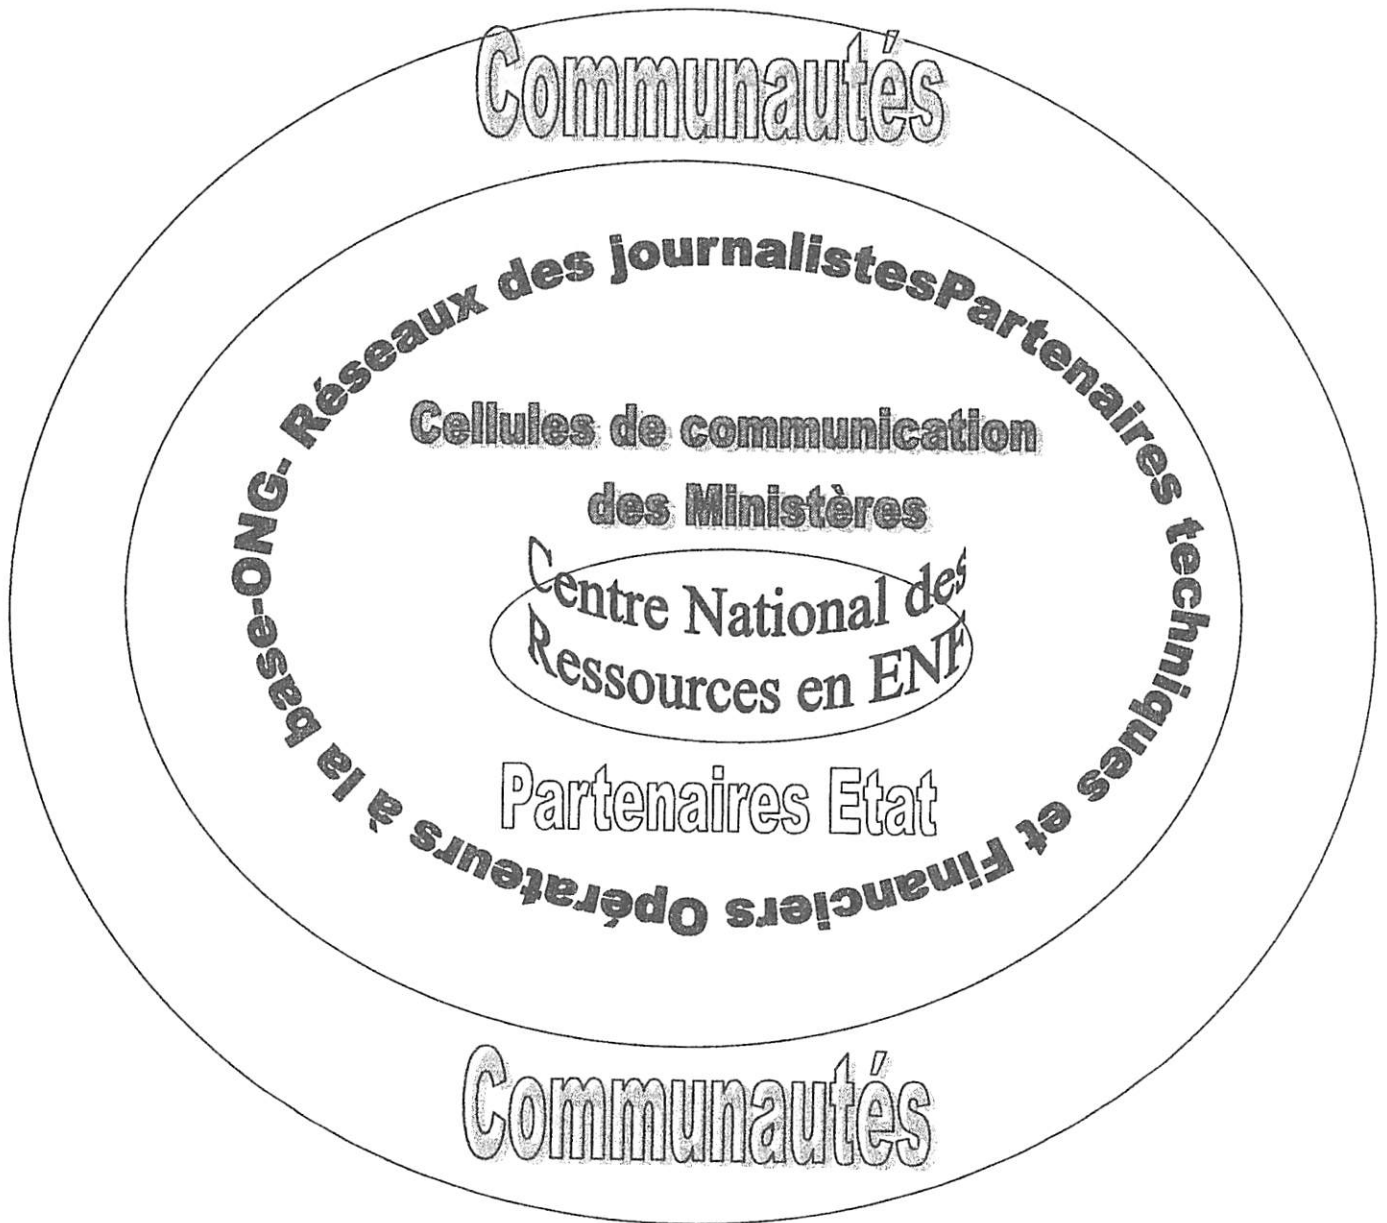 Communautés
Opérateurs à la base-ONG- Réseaux des journalistesPartenaires techniques et Financiers
Cellules de communication
des Ministères
Centre National des
Ressources en ENF
Partenaires Etat
Communautés